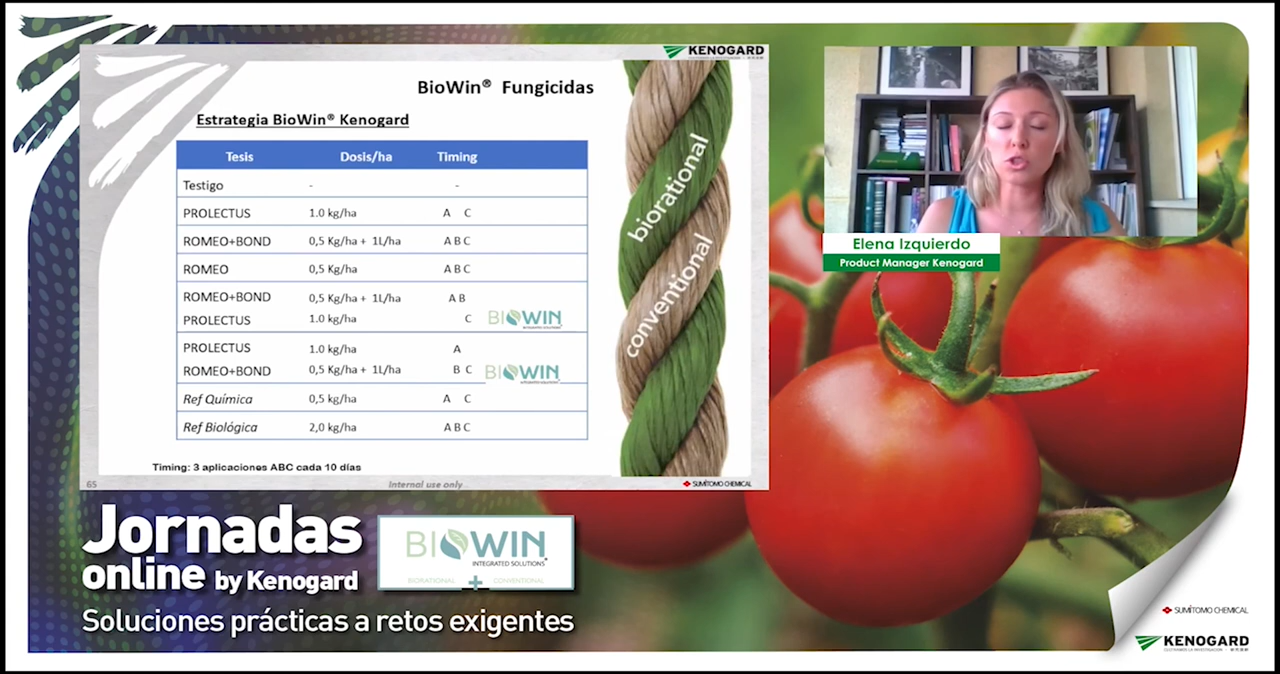 KENOGARD
BioWin® Fungicidas
Estrategia BioWin® Kenogard
Tesis Dosis/ha Timing
Testigo - -
PROLECTUS 1.0 kg/ha A C
ROMEO+BOND 0,5 Kg/ha + 1L/ha A B C
ROMEO 0,5 Kg/ha A B C
ROMEO+BOND 0,5 Kg/ha + 1L/ha A B
PROLECTUS 1.0 kg/ha C BIOWIN
PROLECTUS 1.0 kg/ha A
ROMEO+BOND 0,5 Kg/ha + 1L/ha B C BIOWIN
Ref Química 0,5 kg/ha A C
Ref Biológica 2,0 kg/ha A B C
Timing: 3 aplicaciones ABC cada 10 días
65 Internal use only SUMITOMO CHEMICAL
biorational
conventional
Elena Izquierdo
Product Manager Kenogard
Jornadas
online by Kenogard
BIOWIN
INTEGRATED SOLUTIONS
BIORATIONAL + CONVENTIONAL
Soluciones prácticas a retos exigentes
SUMITOMO CHEMICAL
KENOGARD